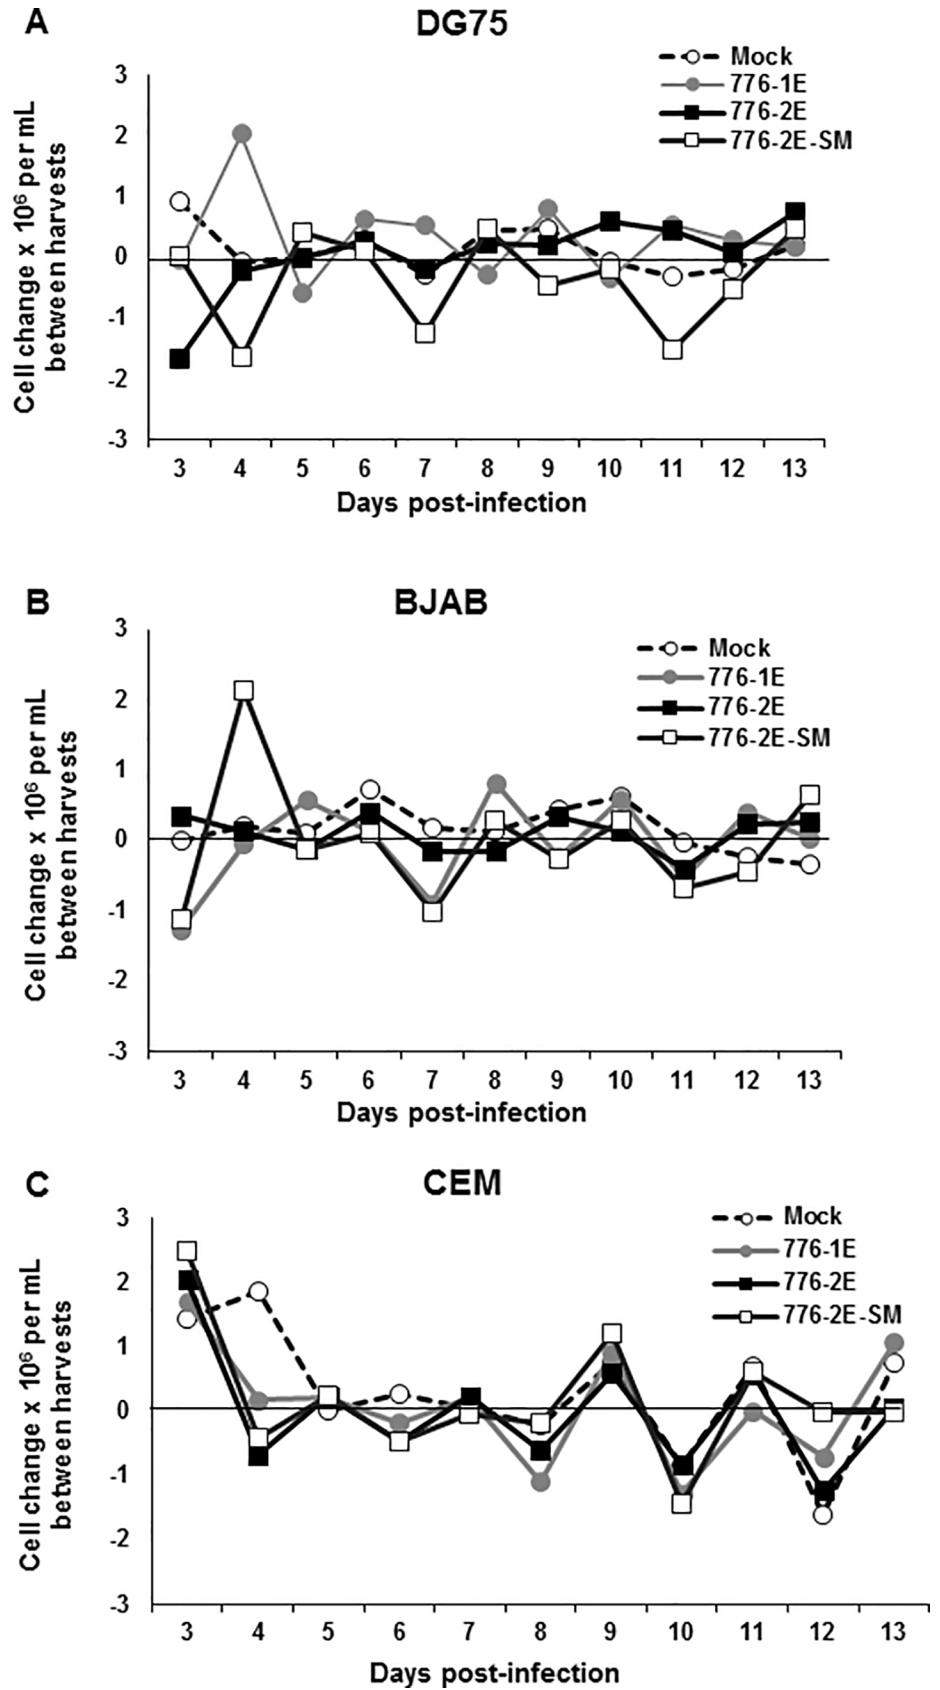 A
DG75
Mock
776-1E
776-2E
776-2E-SM
Cell change x 10⁶ per mL
between harvests
3
2
1
0
-1
-2
-3
3 4 5 6 7 8 9 10 11 12 13
Days post-infection
B
BJAB
Mock
776-1E
776-2E
776-2E-SM
Cell change x 10⁶ per mL
between harvests
3
2
1
0
-1
-2
-3
3 4 5 6 7 8 9 10 11 12 13
Days post-infection
C
CEM
Mock
776-1E
776-2E
776-2E-SM
Cell change x 10⁶ per mL
between harvests
3
2
1
0
-1
-2
-3
3 4 5 6 7 8 9 10 11 12 13
Days post-infection